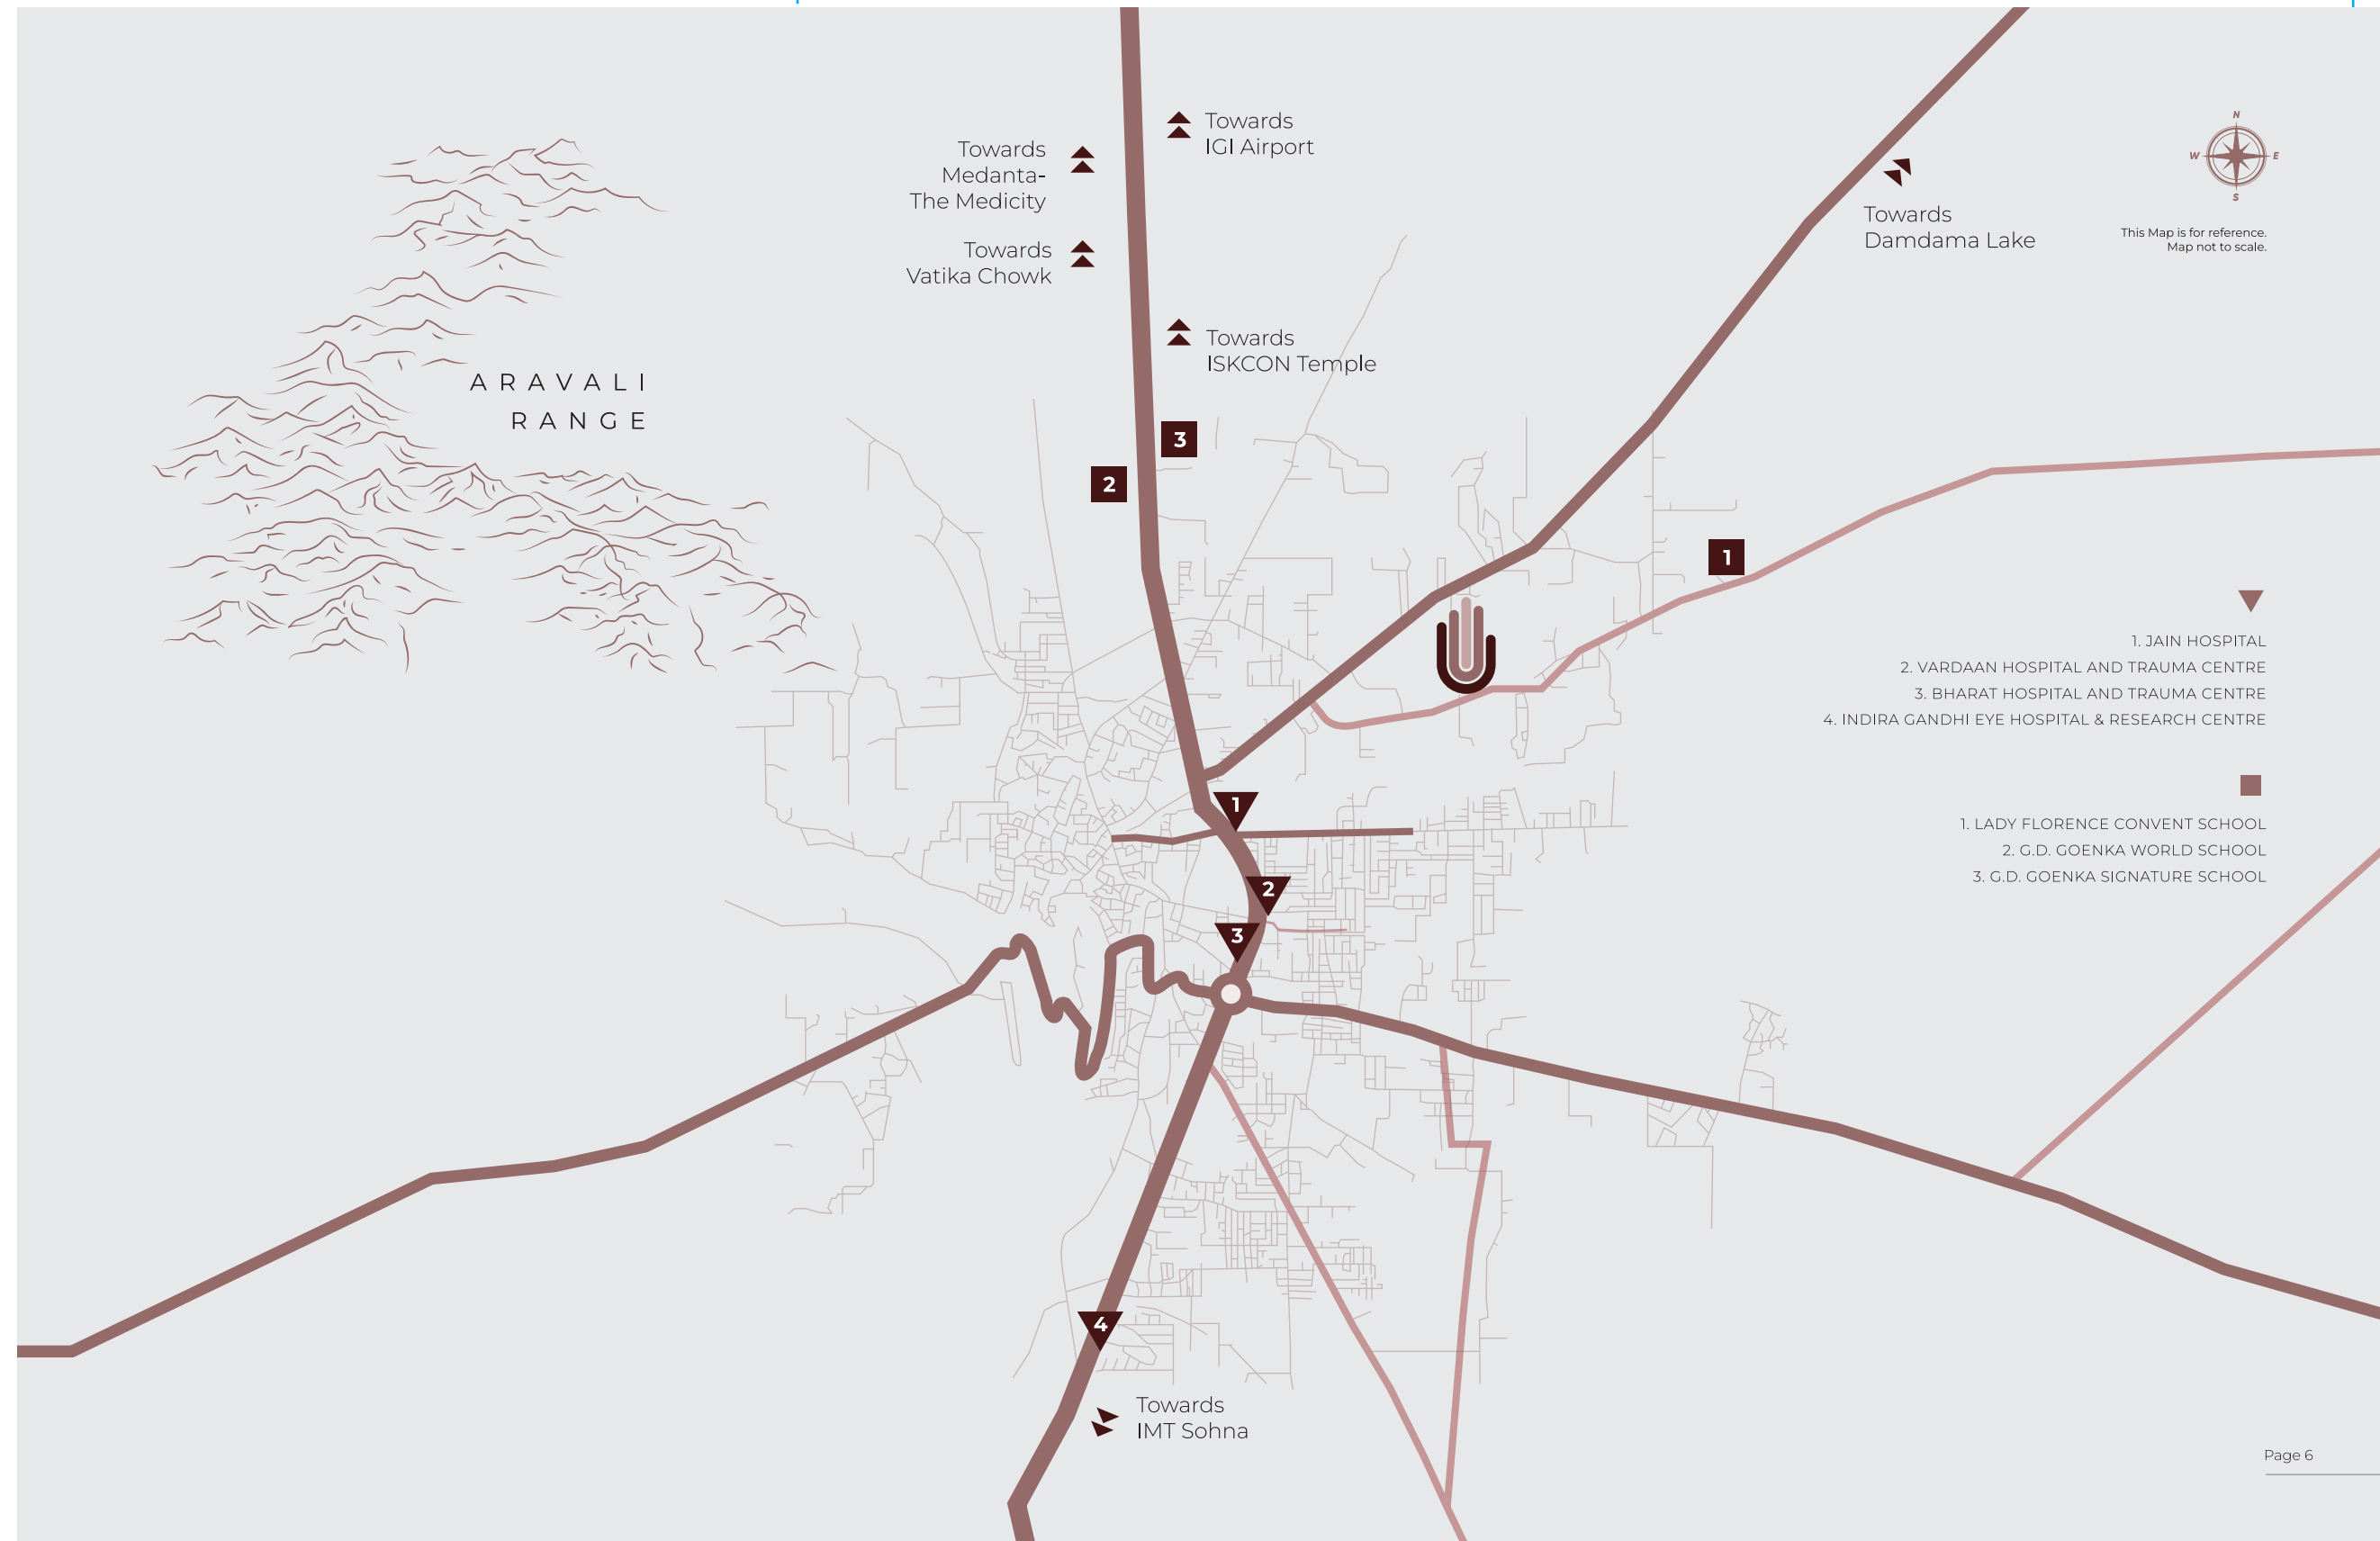 Towards
IGI Airport
Towards
Medanta-
The Medicity
Towards
Vatika Chowk
Towards
ISKCON Temple
Towards
Damdama Lake
N
W E
S
This Map is for reference.
Map not to scale.
ARAVALI
RANGE
3
2
1
1. JAIN HOSPITAL
2. VARDAAN HOSPITAL AND TRAUMA CENTRE
3. BHARAT HOSPITAL AND TRAUMA CENTRE
4. INDIRA GANDHI EYE HOSPITAL & RESEARCH CENTRE
1. LADY FLORENCE CONVENT SCHOOL
2. G.D. GOENKA WORLD SCHOOL
3. G.D. GOENKA SIGNATURE SCHOOL
1
2
3
4
Towards
IMT Sohna
Page 6